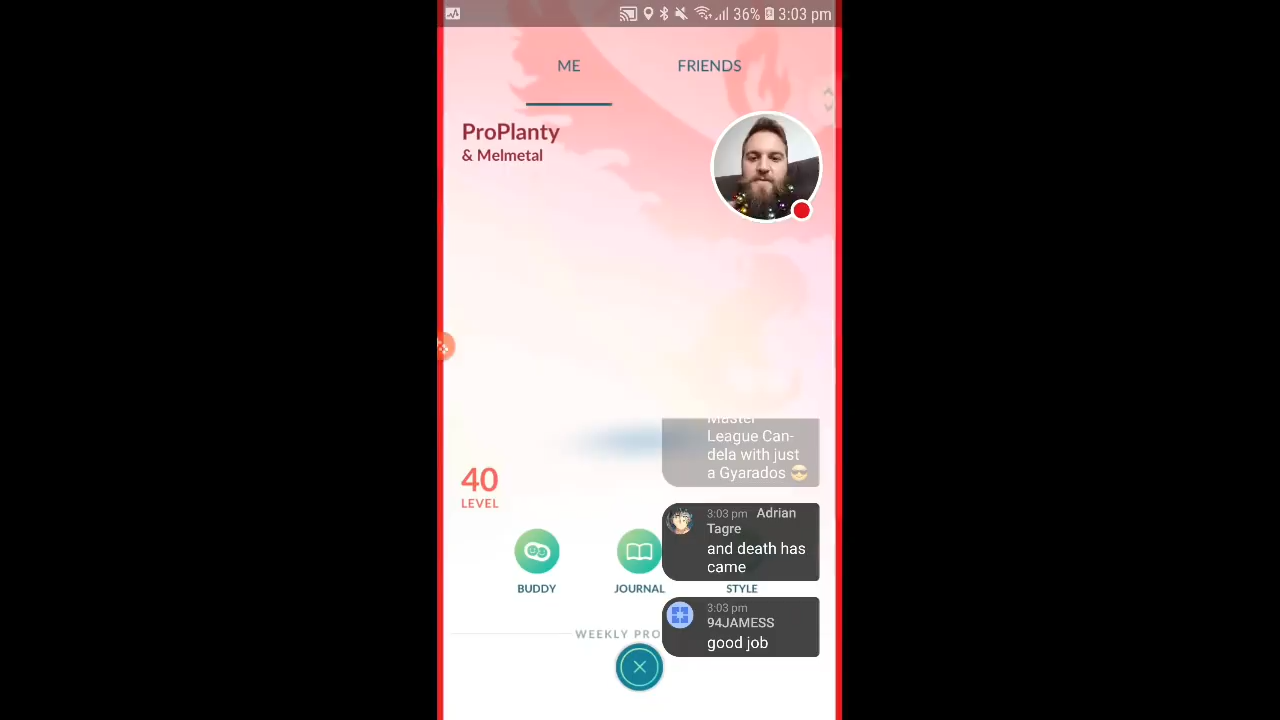 36% 3:03 pm
ME
FRIENDS
ProPlanty
& Melmetal
Master
League Can-
dela with just
a Gyarados 😎
40
LEVEL
3:03 pm Adrian
Tagre
and death has
came
BUDDY
JOURNAL
STYLE
3:03 pm
94JAMESS
good job
WEEKLY PRO